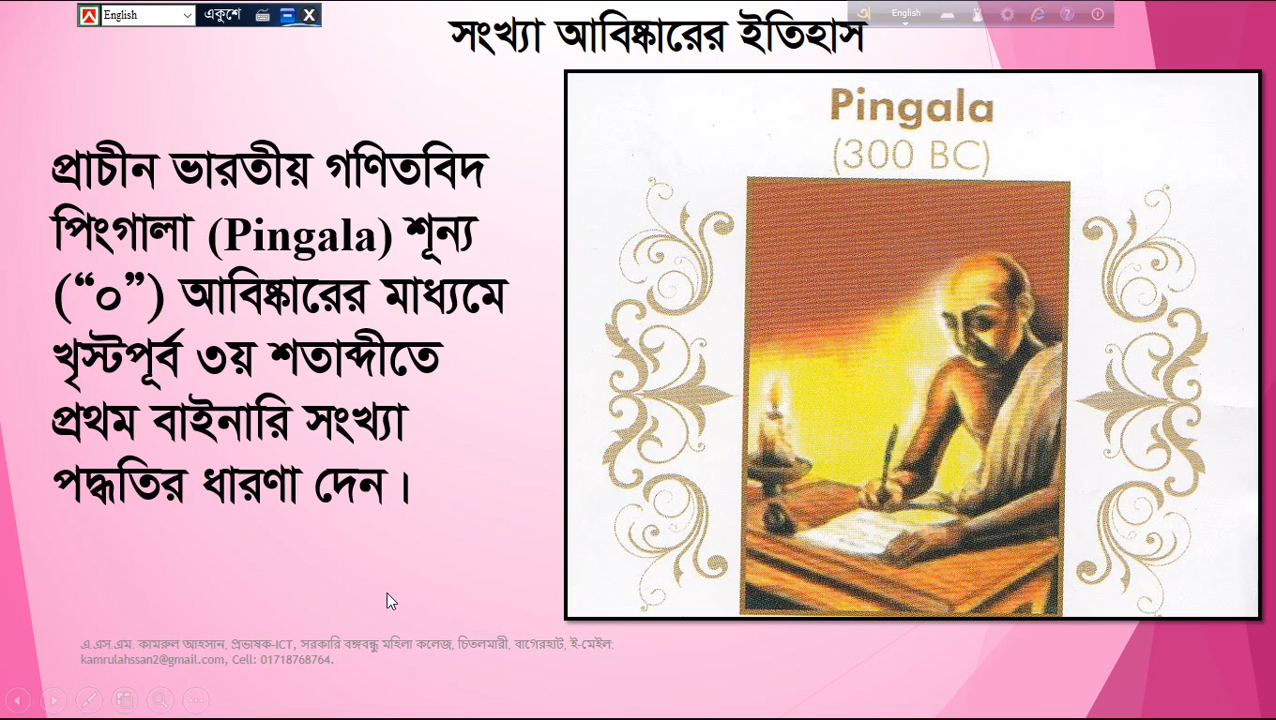 English
একুশে
X
English
সংখ্যা আবিষ্কারের ইতিহাস
প্রাচীন ভারতীয় গণিতবিদ
পিংগালা (Pingala) শূন্য
(“০”) আবিষ্কারের মাধ্যমে
খৃস্টপূর্ব ৩য় শতাব্দীতে
প্রথম বাইনারি সংখ্যা
পদ্ধতির ধারণা দেন।
Pingala
(300 BC)
এ.এস.এম. কামরুল আহসান, প্রভাষক-ICT, সরকারি বঙ্গবন্ধু মহিলা কলেজ, চিতলমারী, বাগেরহাট, ই-মেইল:
kamrulahssan2@gmail.com, Cell: 01718768764.